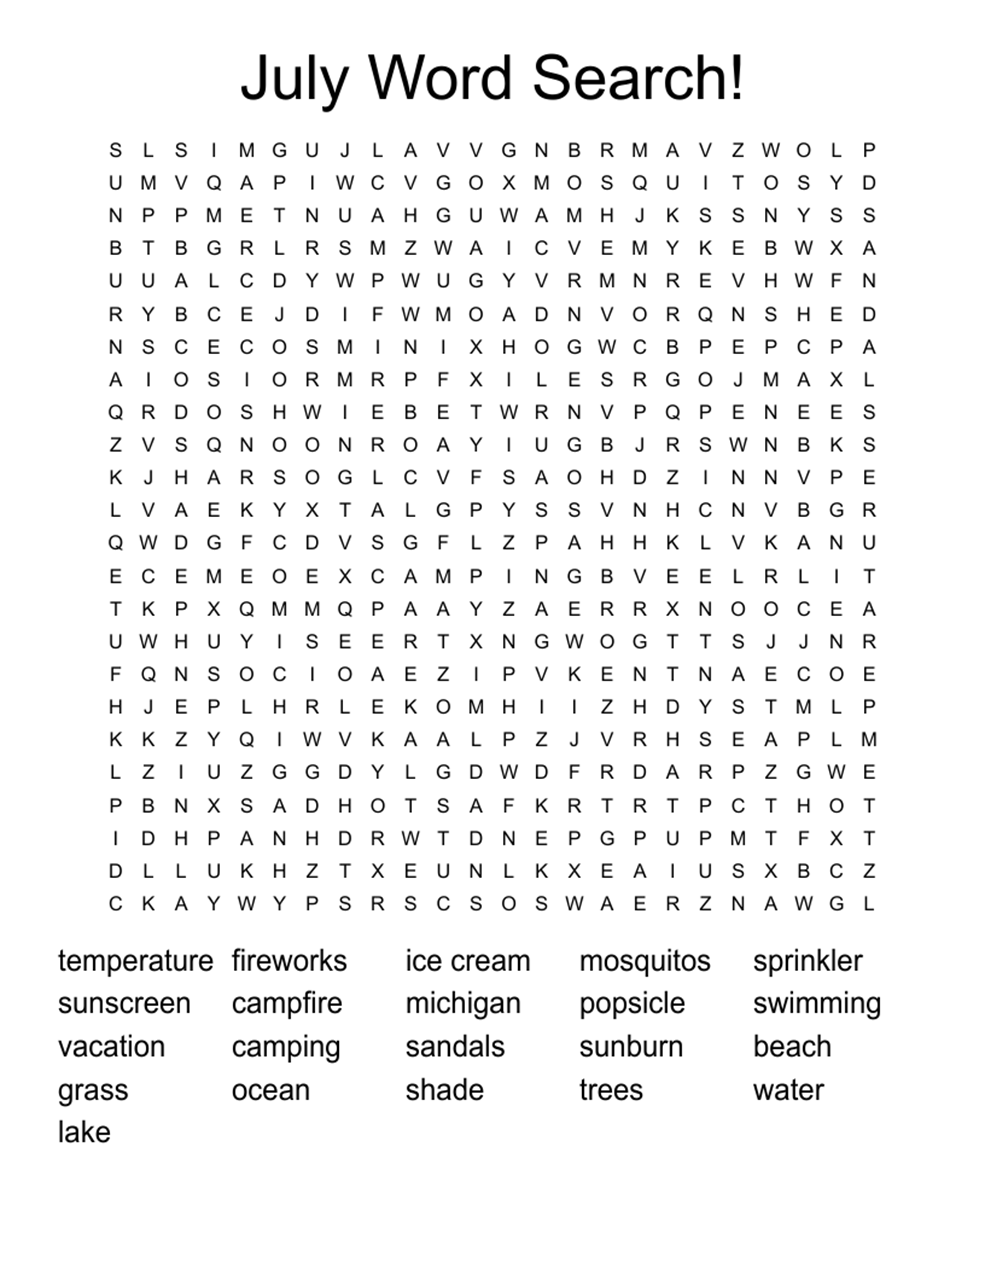 July Word Search!
S L S I M G U J L A V V G N B R M A V Z W O L P
U M V Q A P I W C V G O X M O S Q U I T O S Y D
N P P M E T N U A H G U W A M H J K S S N Y S S
B T B G R L R S M Z W A I C V E M Y K E B W X A
U U A L C D Y W P W U G Y V R M N R E V H W F N
R Y B C E J D I F W M O A D N V O R Q N S H E D
N S C E C O S M I N I X H O G W C B P E P C P A
A I O S I O R M R P F X I L E S R G O J M A X L
Q R D O S H W I E B E T W R N V P Q P E N E E S
Z V S Q N O O N R O A Y I U G B J R S W N B K S
K J H A R S O G L C V F S A O H D Z I N N V P E
L V A E K Y X T A L G P Y S S V N H C N V B G R
Q W D G F C D V S G F L Z P A H H K L V K A N U
E C E M E O E X C A M P I N G B V E E L R L I T
T K P X Q M M Q P A A Y Z A E R R X N O O C E A
U W H U Y I S E E R T X N G W O G T T S J J N R
F Q N S O C I O A E Z I P V K E N T N A E C O E
H J E P L H R L E K O M H I I Z H D Y S T M L P
K K Z Y Q I W V K A A L P Z J V R H S E A P L M
L Z I U Z G G D Y L G D W D F R D A R P Z G W E
P B N X S A D H O T S A F K R T R T P C T H O T
I D H P A N H D R W T D N E P G P U P M T F X T
D L L U K H Z T X E U N L K X E A I U S X B C Z
C K A Y W Y P S R S C S O S W A E R Z N A W G L
temperature fireworks ice cream mosquitos sprinkler
sunscreen campfire michigan popsicle swimming
vacation camping sandals sunburn beach
grass ocean shade trees water
lake